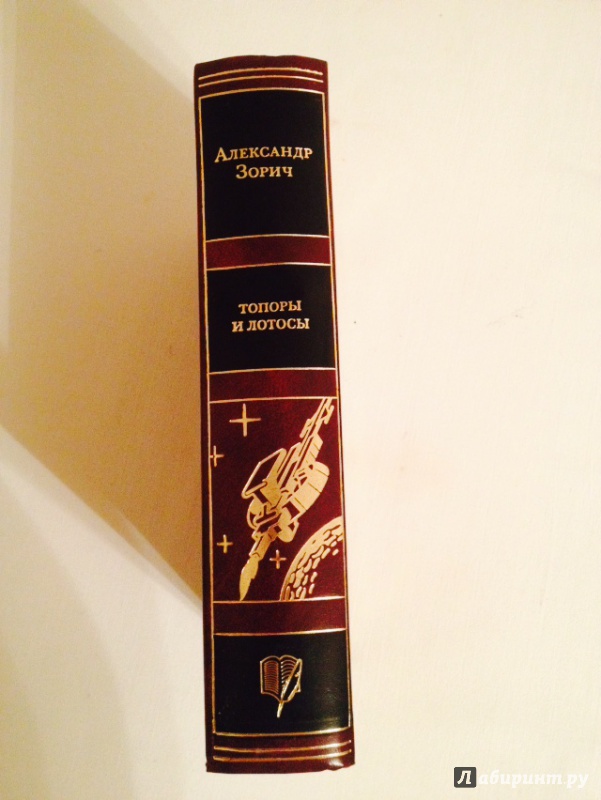 Александр
Зорич
топоры
и лотосы
Лабиринт.ру